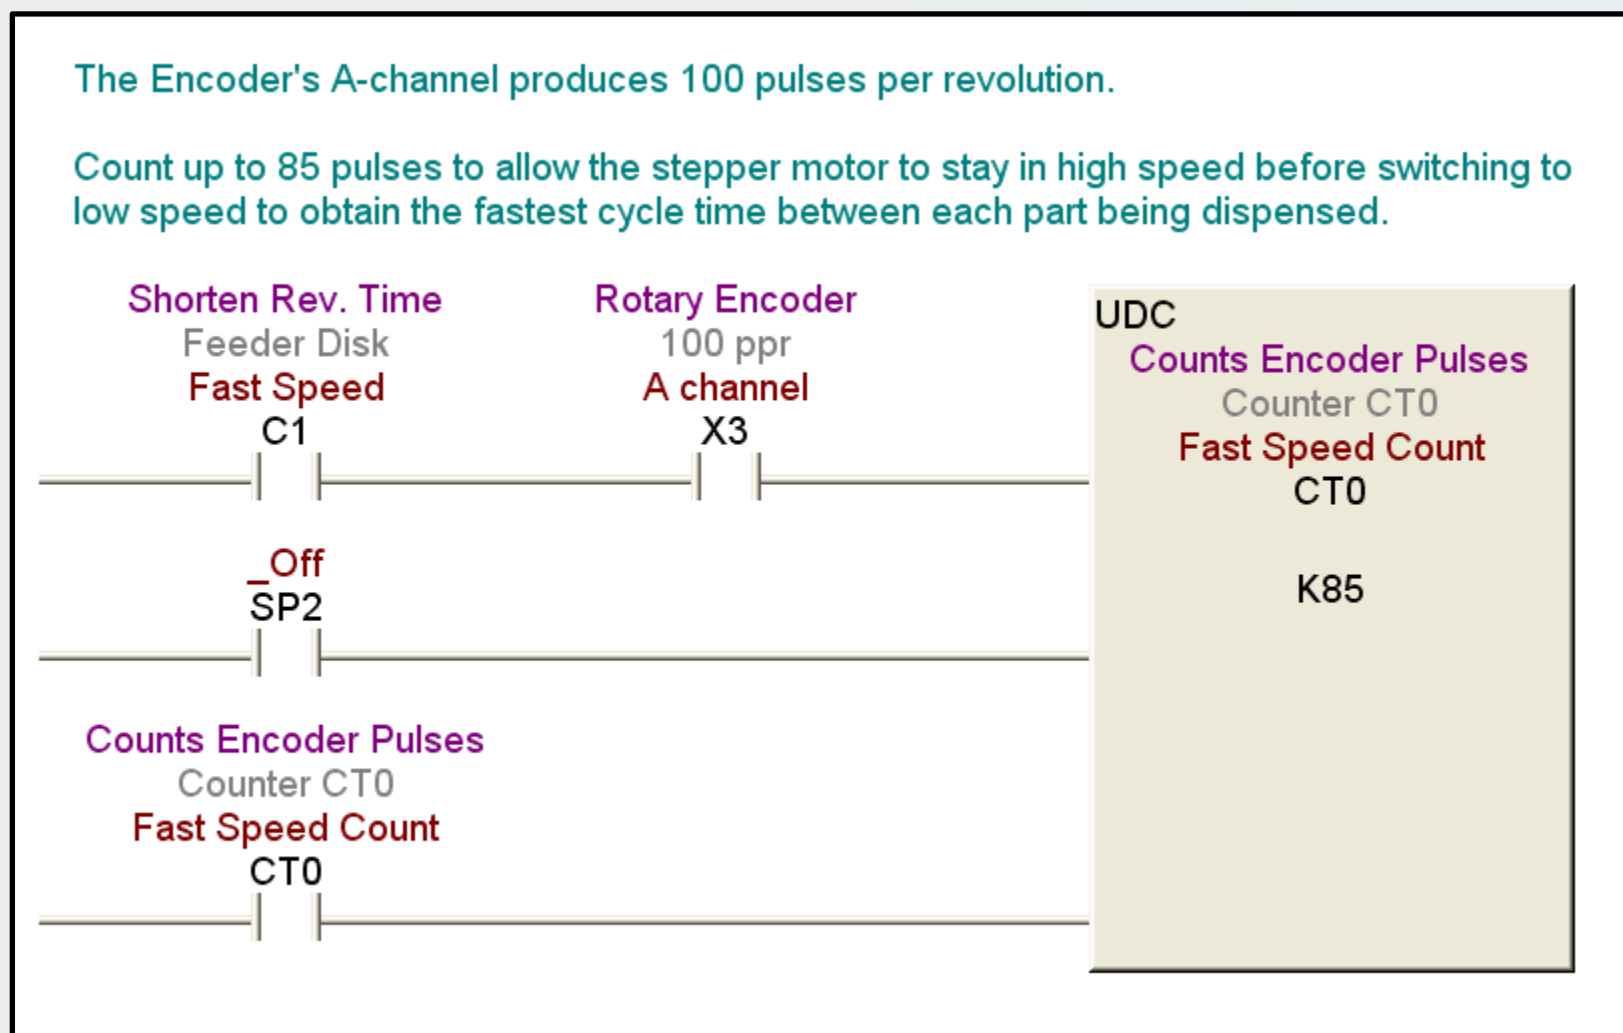 The Encoder's A-channel produces 100 pulses per revolution.
Count up to 85 pulses to allow the stepper motor to stay in high speed before switching to
low speed to obtain the fastest cycle time between each part being dispensed.
Shorten Rev. Time
Feeder Disk
Fast Speed
C1
Rotary Encoder
100 ppr
A channel
X3
UDC
Counts Encoder Pulses
Counter CT0
Fast Speed Count
CT0
K85
_Off
SP2
Counts Encoder Pulses
Counter CT0
Fast Speed Count
CT0